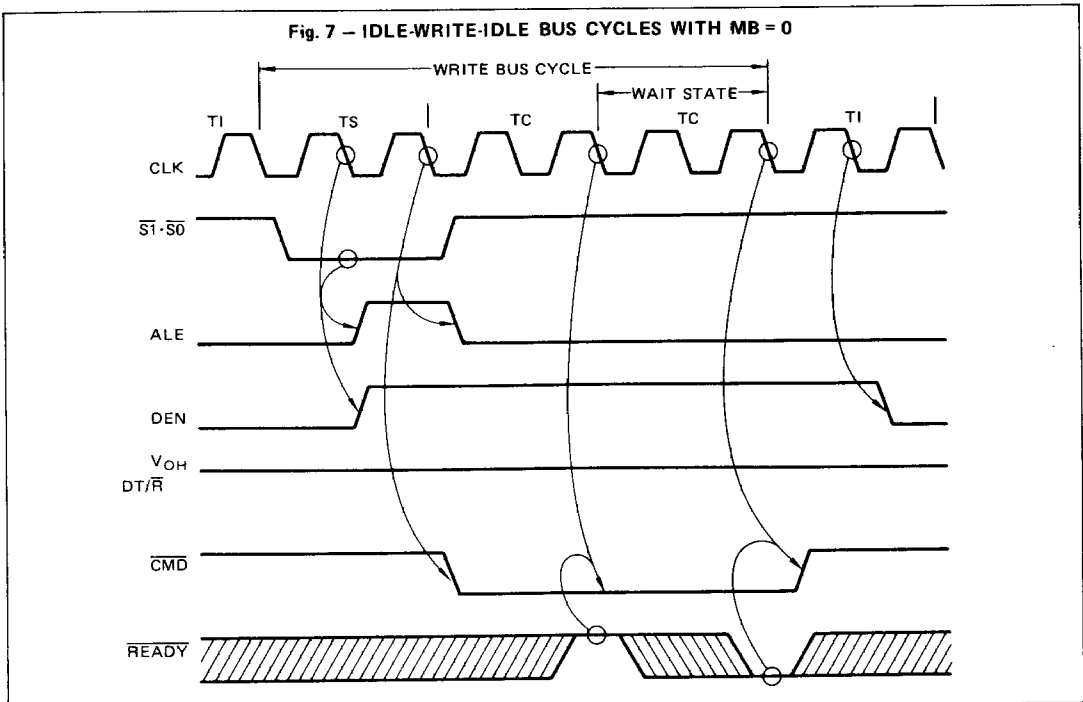 Fig. 7 – IDLE-WRITE-IDLE BUS CYCLES WITH MB = 0
WRITE BUS CYCLE
WAIT STATE
TI TS TC TC TI
CLK
S̅1̅·S̅0̅
ALE
DEN
VOH
DT/R̅
C̅M̅D̅
R̅E̅A̅D̅Y̅